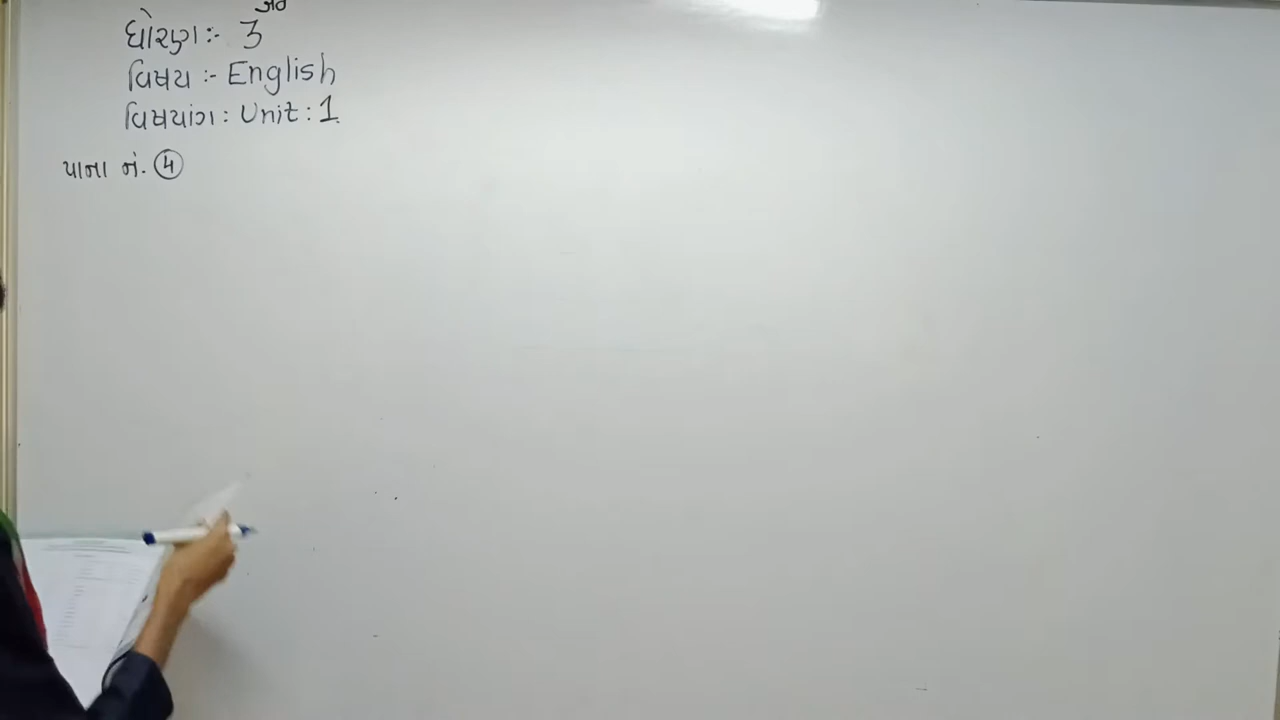 ધોરણ :- 3
વિષય :- English
વિષયાંગ : Unit : 1
પાના નં. 4